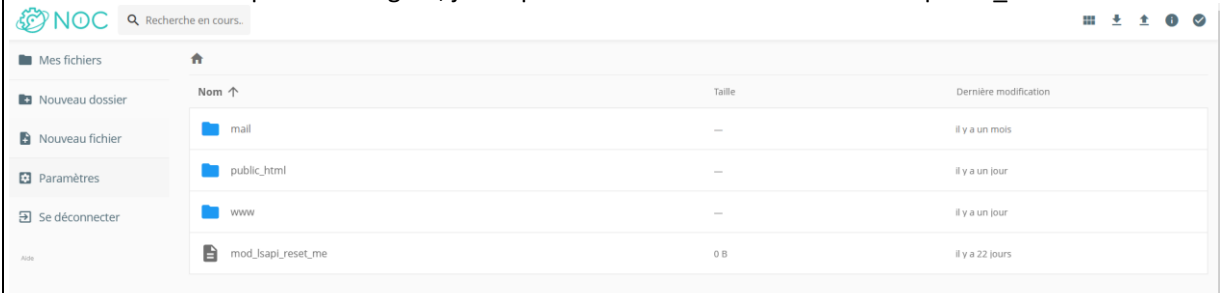 NOC
Recherche en cours..
Mes fichiers
Nouveau dossier
Nouveau fichier
Paramètres
Se déconnecter
Aide
Nom Taille Dernière modification
mail — il y a un mois
public_html — il y a un jour
www — il y a un jour
mod_lsapi_reset_me 0 B il y a 22 jours